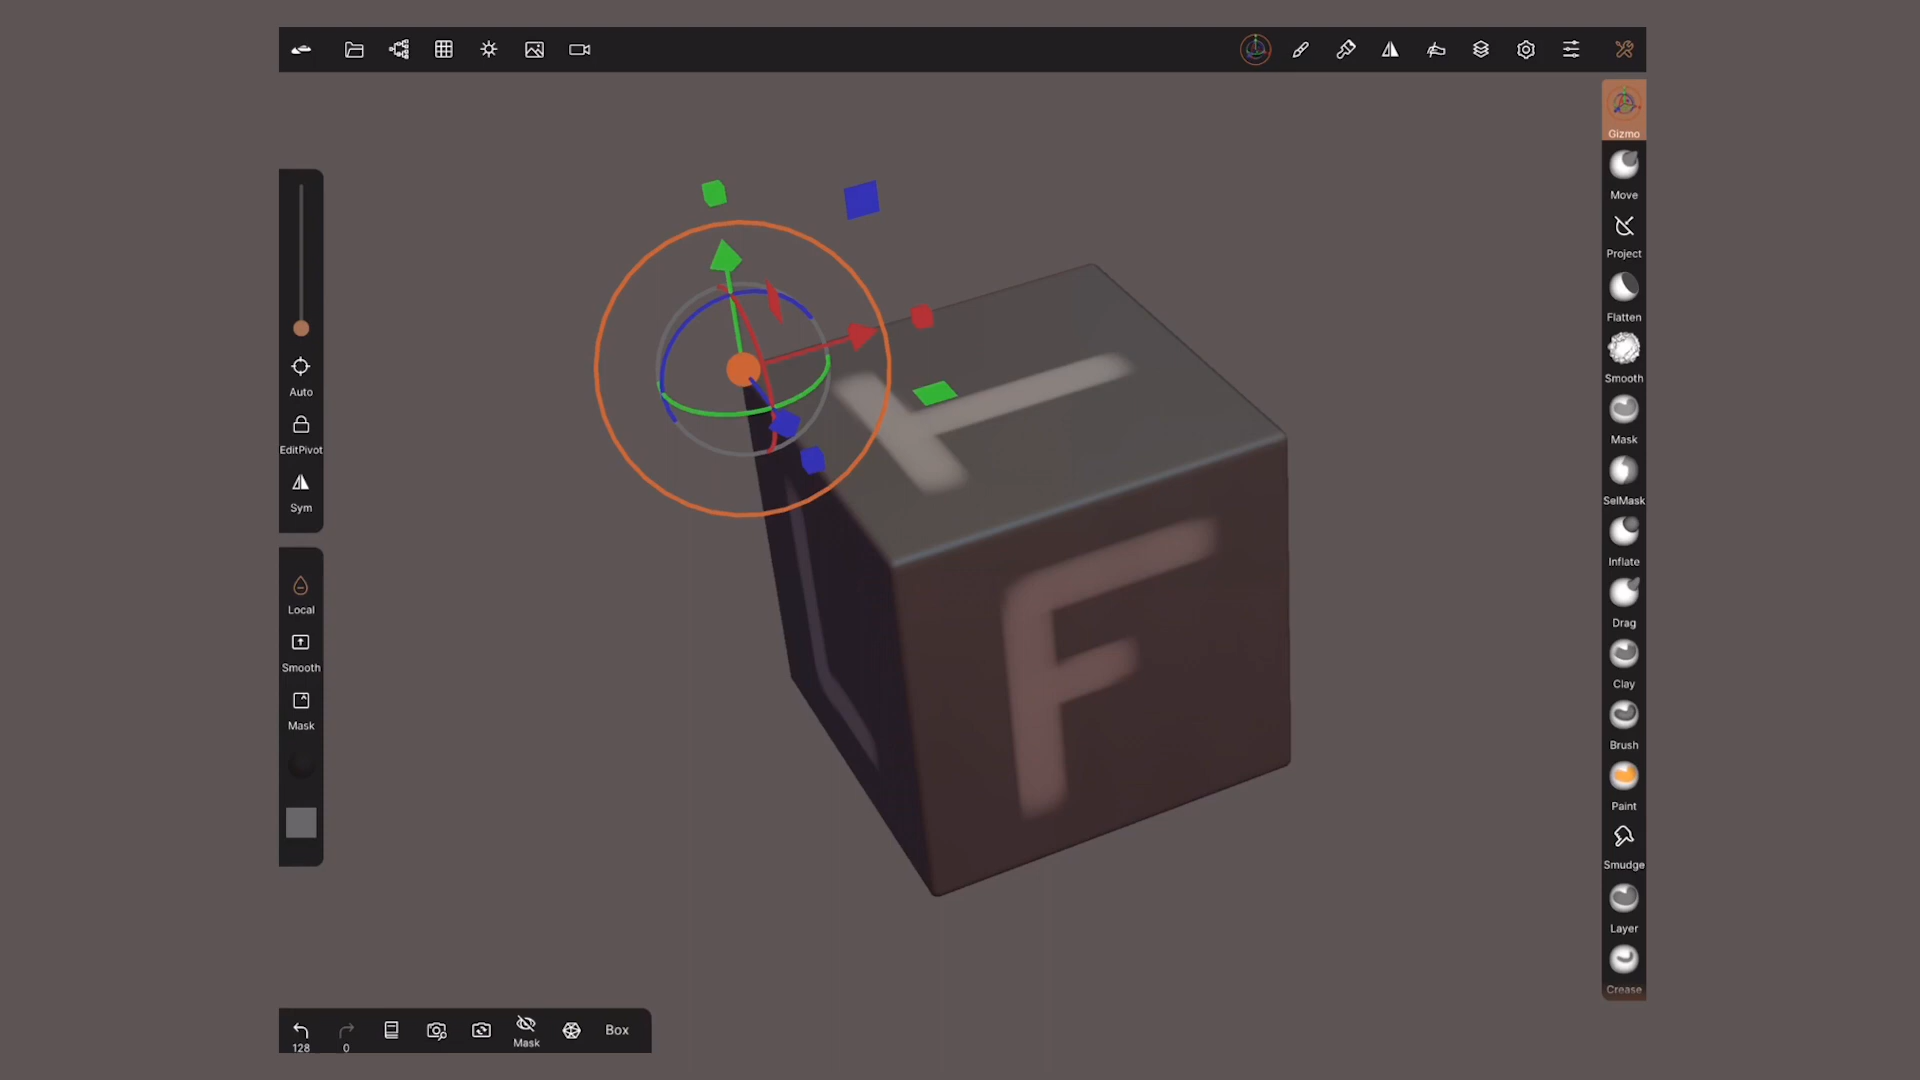 Gizmo
Move
Project
Flatten
Smooth
Mask
SelMask
Inflate
Drag
Clay
Brush
Paint
Smudge
Layer
Crease
Auto
EditPivot
Sym
Local
Smooth
Mask
T
F
L
128
0
Mask
Box